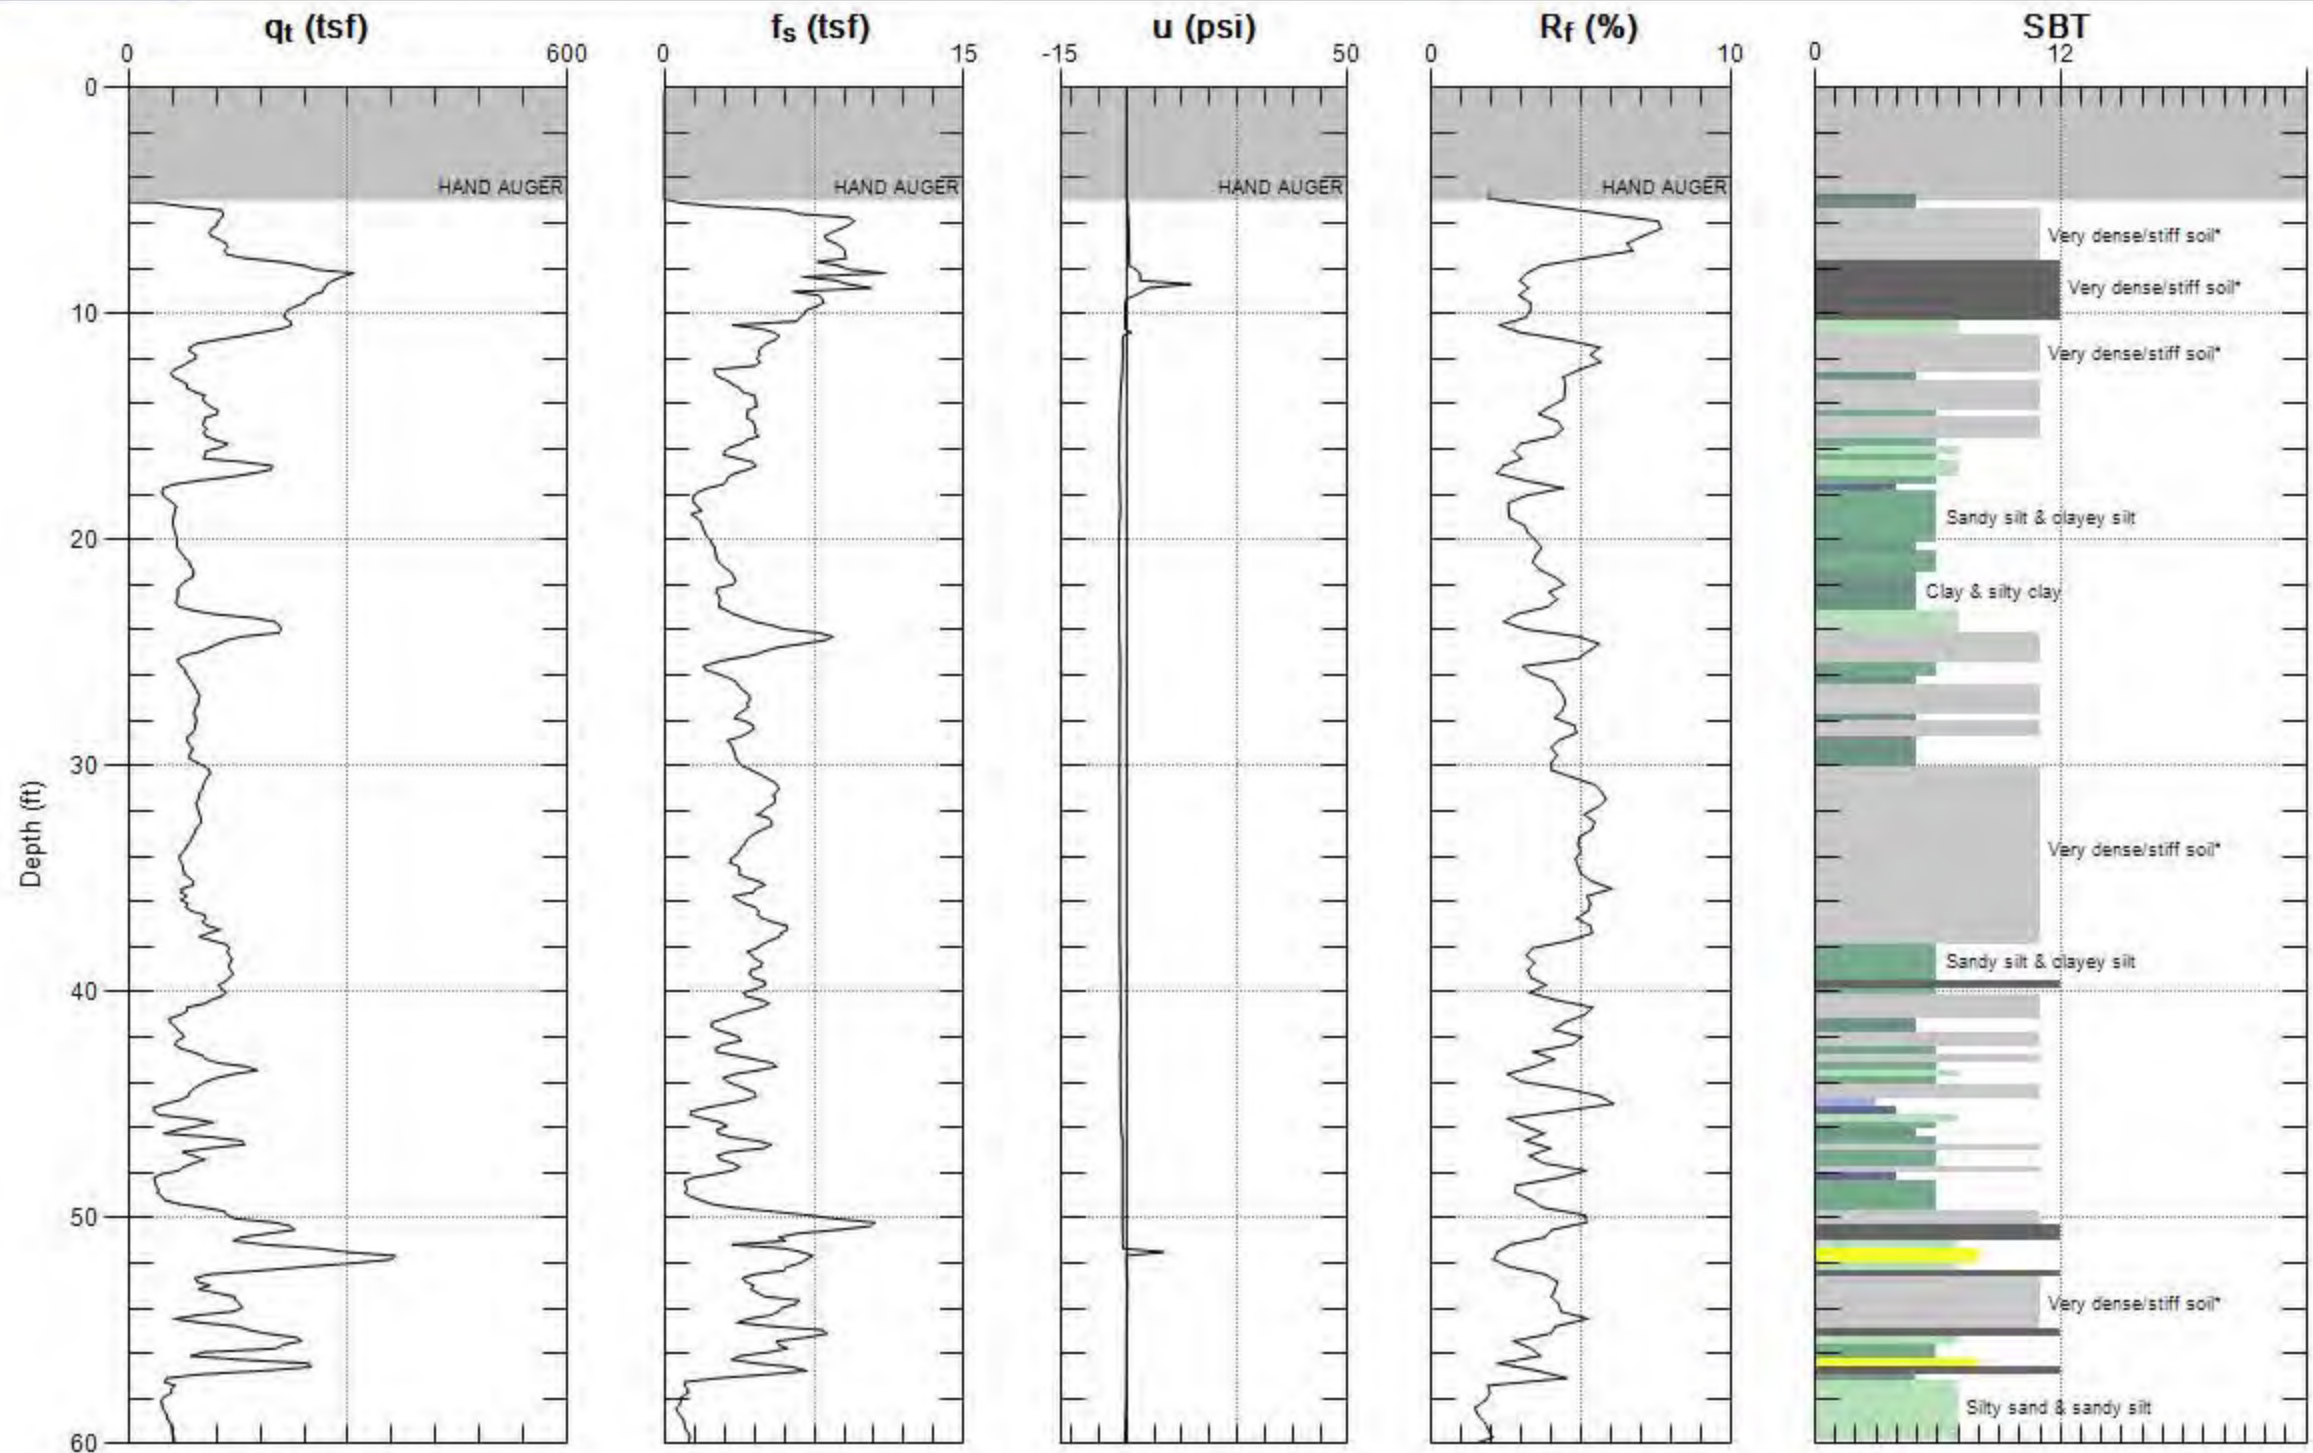 qt (tsf)
fs (tsf)
u (psi)
Rf (%)
SBT
0
600
0
15
-15
50
0
10
0
12
0
HAND AUGER
HAND AUGER
HAND AUGER
HAND AUGER
Very dense/stiff soil*
Very dense/stiff soil*
10
Very dense/stiff soil*
Sandy silt & clayey silt
20
Clay & silty clay
30
Depth (ft)
Very dense/stiff soil*
Sandy silt & clayey silt
40
50
Very dense/stiff soil*
Silty sand & sandy silt
60